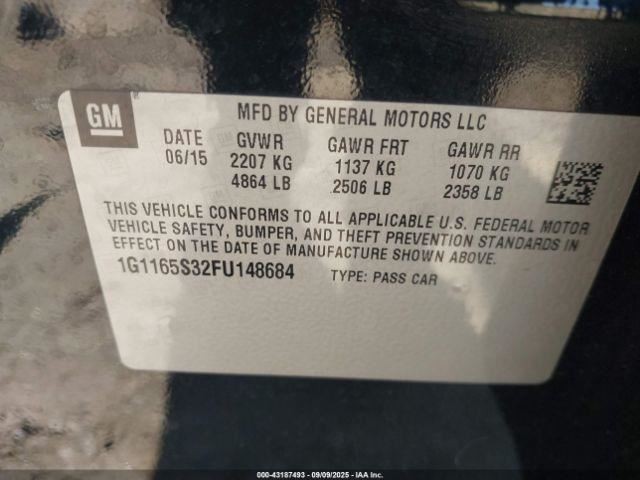 GM
MFD BY GENERAL MOTORS LLC
DATE GVWR GAWR FRT GAWR RR
06/15 2207 KG 1137 KG 1070 KG
4864 LB 2506 LB 2358 LB
THIS VEHICLE CONFORMS TO ALL APPLICABLE U.S. FEDERAL MOTOR
VEHICLE SAFETY, BUMPER, AND THEFT PREVENTION STANDARDS IN
EFFECT ON THE DATE OF MANUFACTURE SHOWN ABOVE.
1G1165S32FU148684 TYPE: PASS CAR
000-43187493 - 09/09/2025 - IAA Inc.